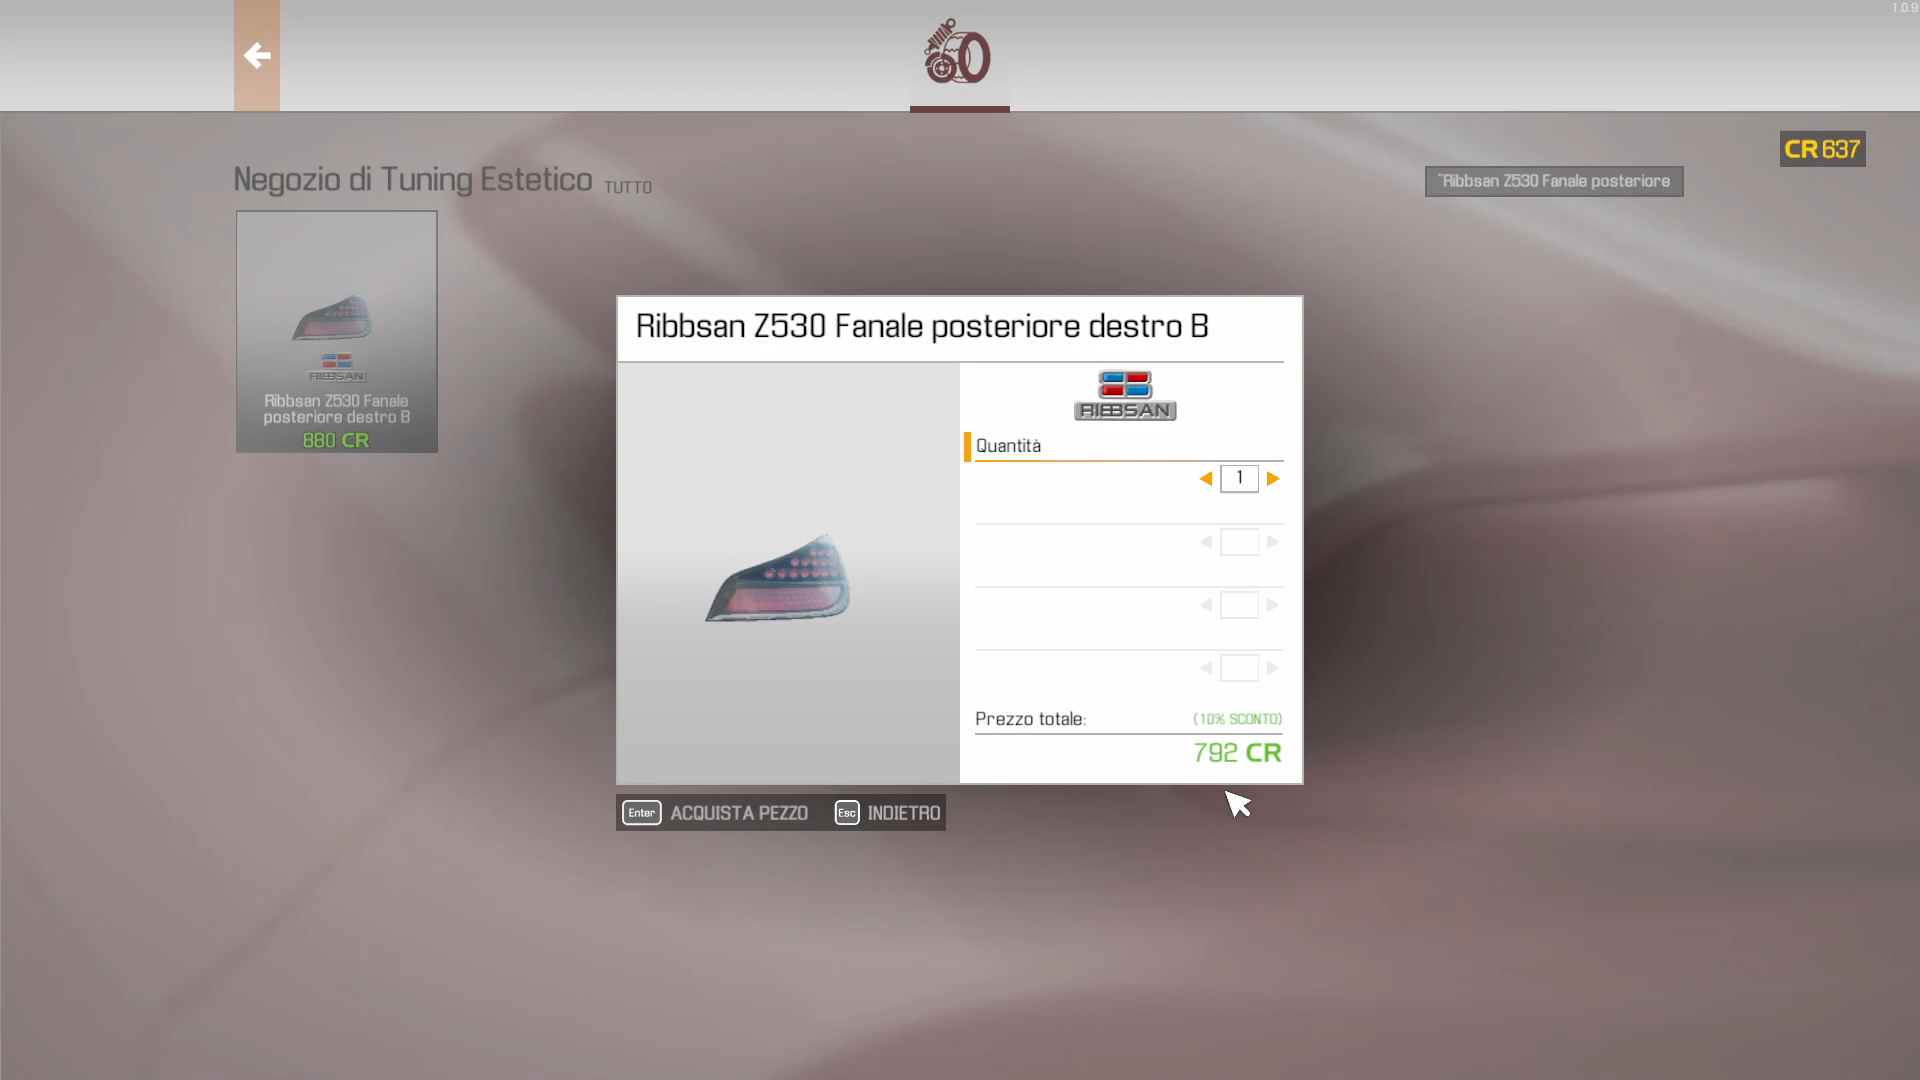 1.0.9
CR 637
Negozio di Tuning Estetico TUTTO
"Ribbsan Z530 Fanale posteriore
RIBBSAN
Ribbsan Z530 Fanale
posteriore destro B
880 CR
Ribbsan Z530 Fanale posteriore destro B
RIBBSAN
Quantità
1
Prezzo totale:
(10% SCONTO)
792 CR
Enter ACQUISTA PEZZO Esc INDIETRO